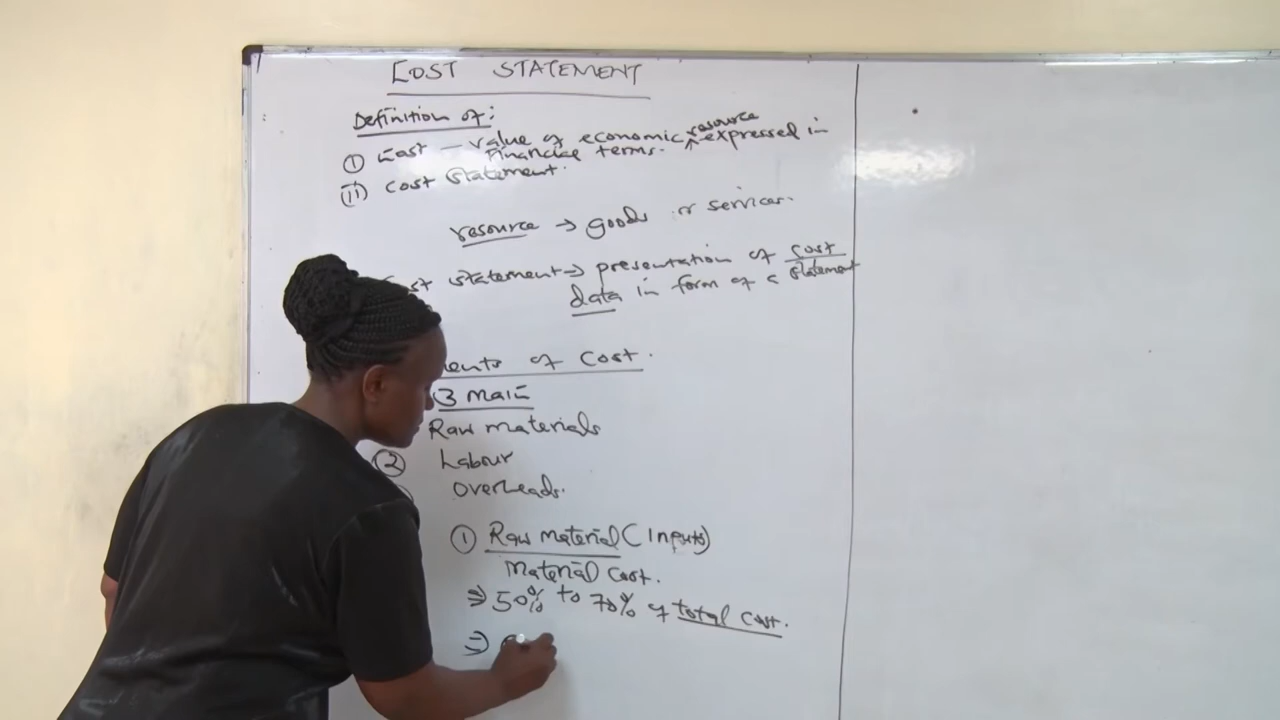 COST STATEMENT
Definition of:
① Cost — value of economic resource expressed in
Financial terms.
(ii) Cost Statement.
resource → goods or services.
statement → presentation of cost
data in form of a statement
of Cost.
3 Main
Raw materials
② Labour
Overheads.
① Raw material (Inputs)
Material Cost.
⇒ 50% to 70% of total cost.
⇒